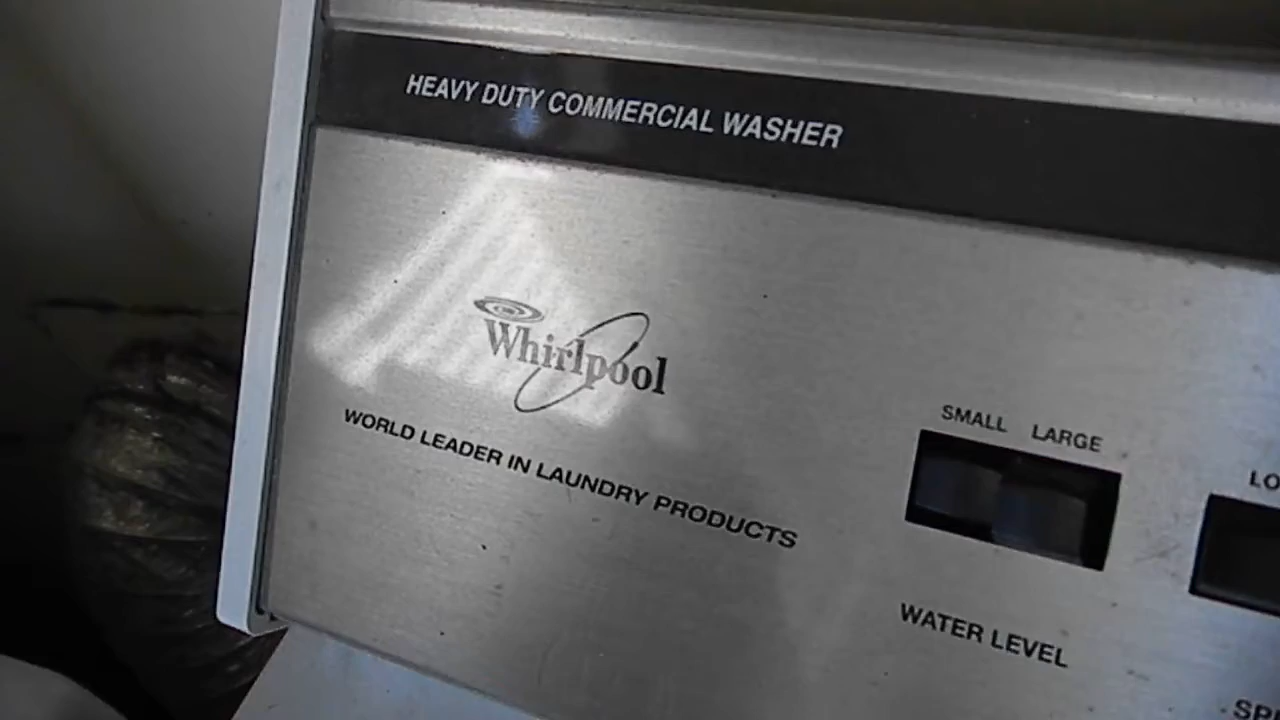 HEAVY DUTY COMMERCIAL WASHER
Whirlpool
WORLD LEADER IN LAUNDRY PRODUCTS
SMALL LARGE
WATER LEVEL